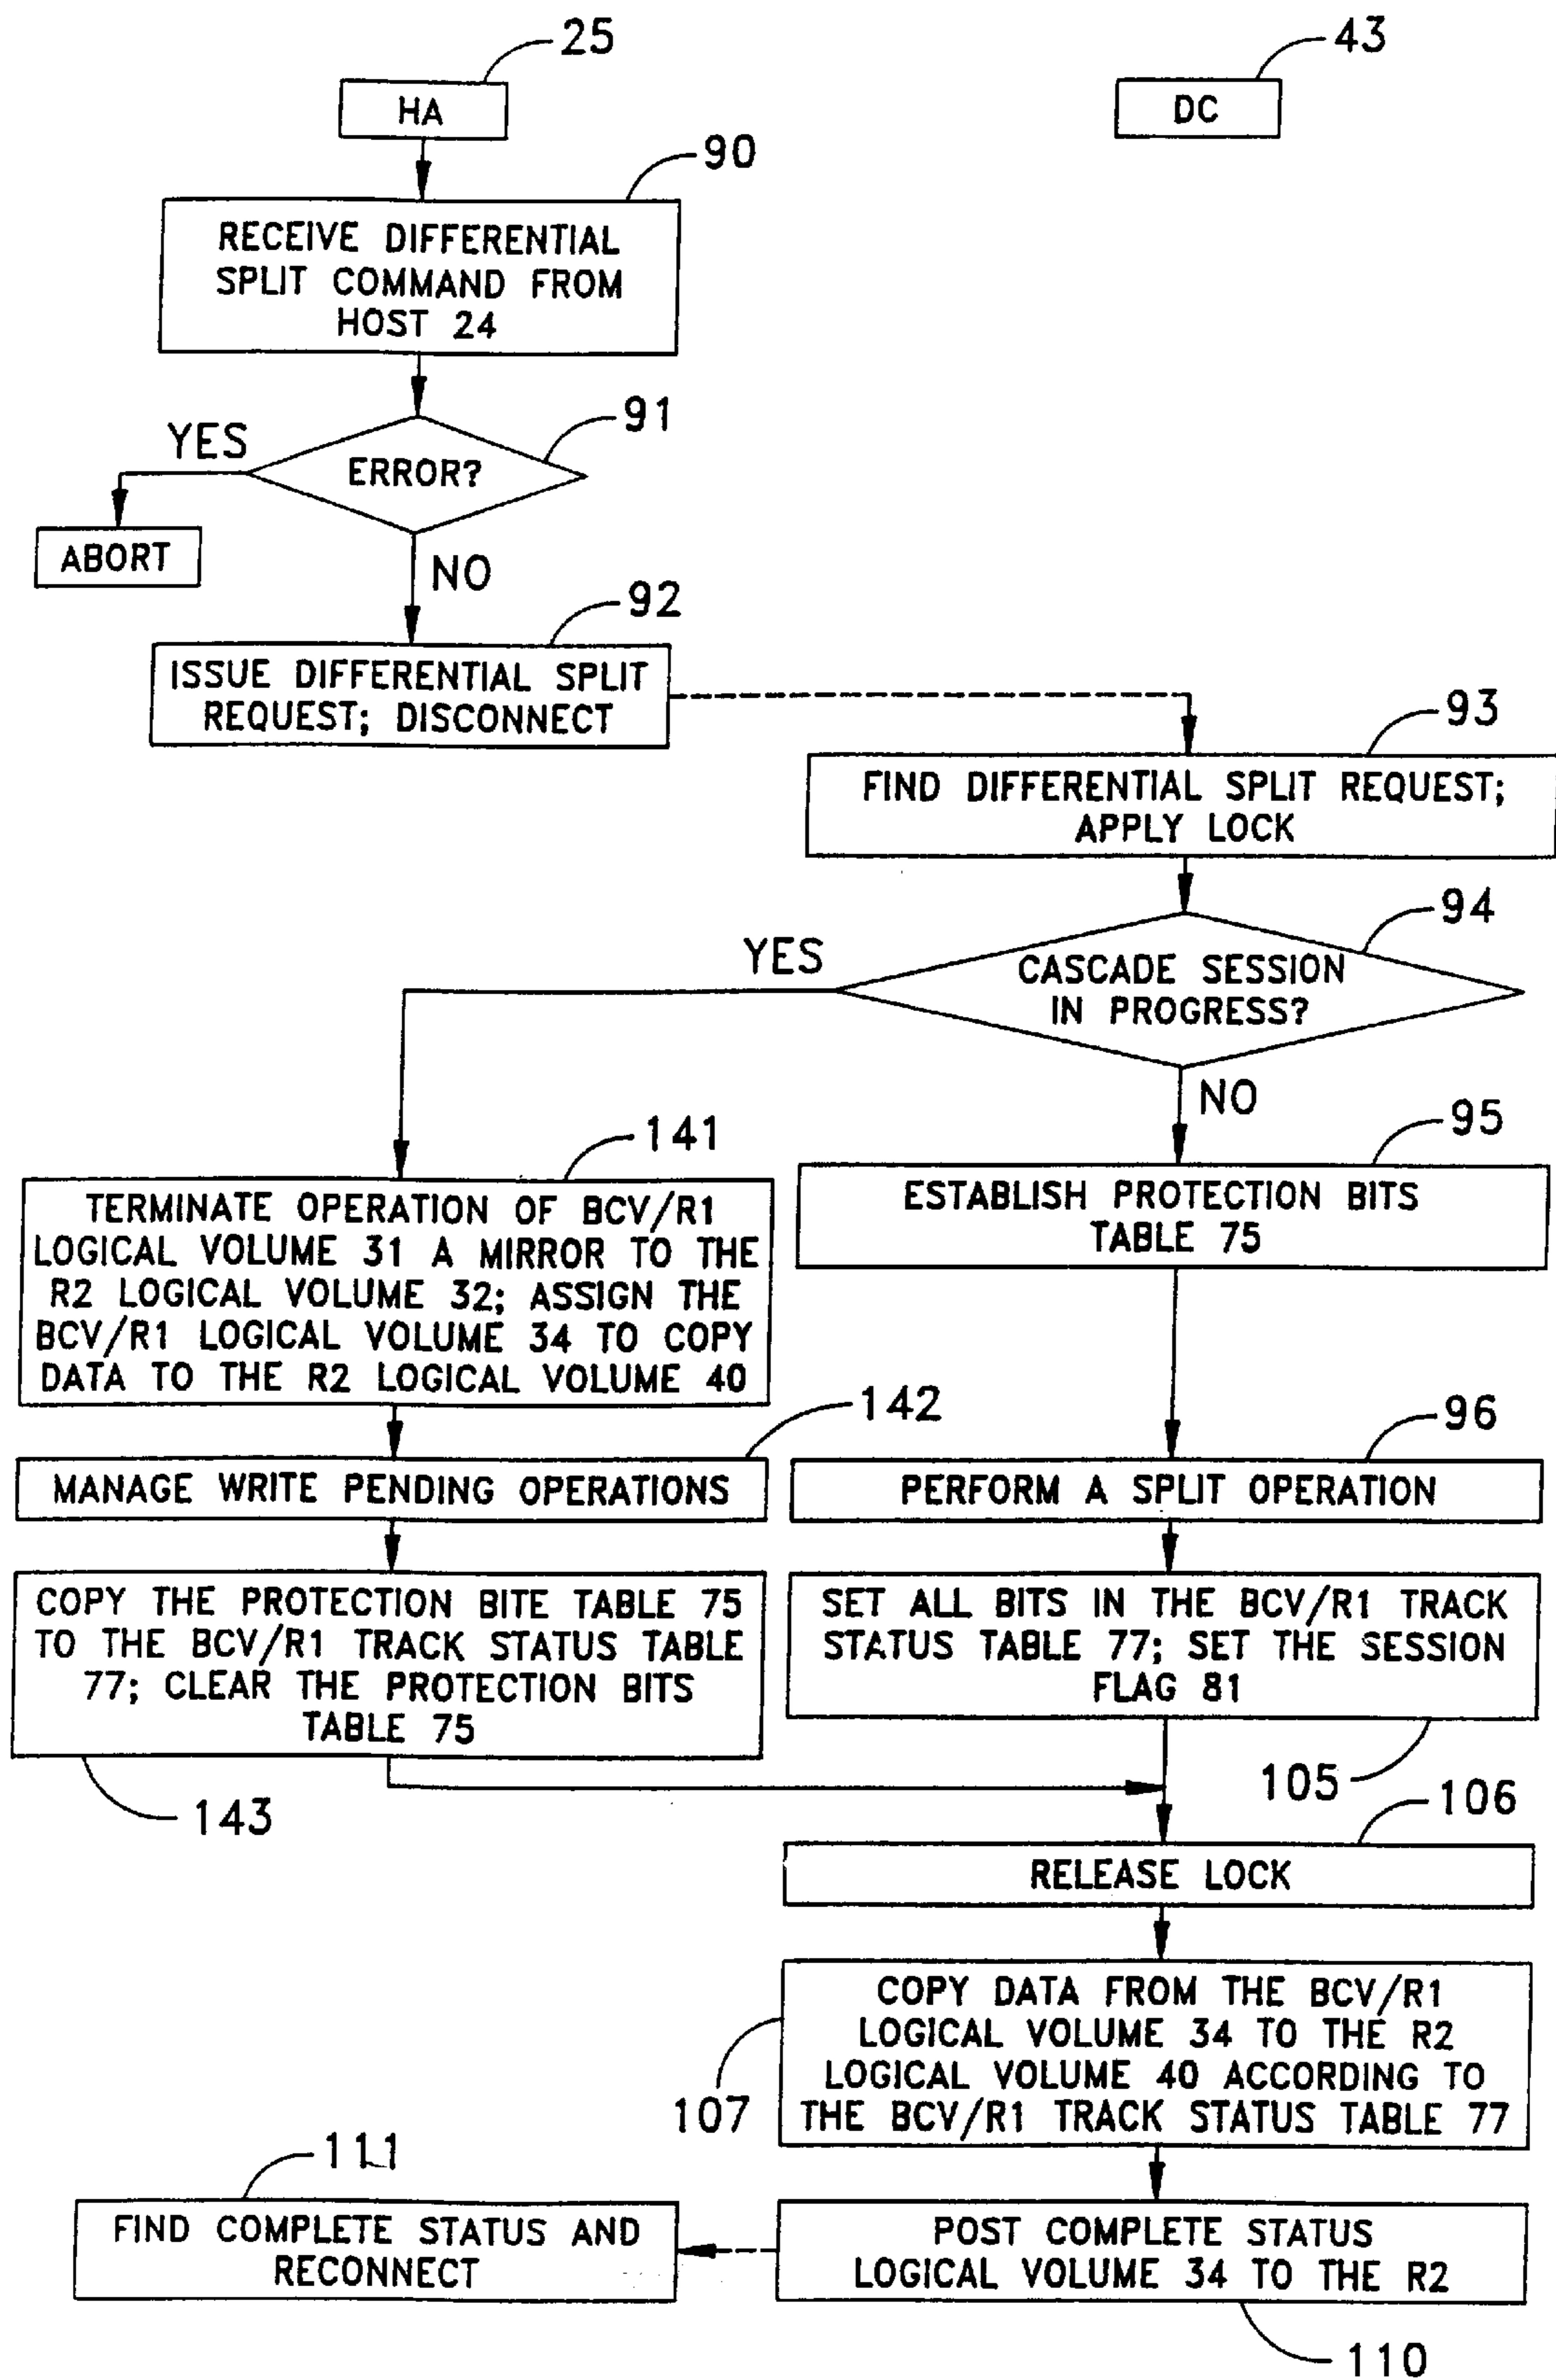 25
HA
43
DC
90
RECEIVE DIFFERENTIAL
SPLIT COMMAND FROM
HOST 24
91
YES
ERROR?
ABORT
NO
92
ISSUE DIFFERENTIAL SPLIT
REQUEST; DISCONNECT
93
FIND DIFFERENTIAL SPLIT REQUEST;
APPLY LOCK
94
YES
CASCADE SESSION
IN PROGRESS?
NO
141
TERMINATE OPERATION OF BCV/R1
LOGICAL VOLUME 31 A MIRROR TO THE
R2 LOGICAL VOLUME 32; ASSIGN THE
BCV/R1 LOGICAL VOLUME 34 TO COPY
DATA TO THE R2 LOGICAL VOLUME 40
95
ESTABLISH PROTECTION BITS
TABLE 75
142
MANAGE WRITE PENDING OPERATIONS
96
PERFORM A SPLIT OPERATION
COPY THE PROTECTION BITE TABLE 75
TO THE BCV/R1 TRACK STATUS TABLE
77; CLEAR THE PROTECTION BITS
TABLE 75
143
SET ALL BITS IN THE BCV/R1 TRACK
STATUS TABLE 77; SET THE SESSION
FLAG 81
105
106
RELEASE LOCK
COPY DATA FROM THE BCV/R1
LOGICAL VOLUME 34 TO THE R2
LOGICAL VOLUME 40 ACCORDING TO
THE BCV/R1 TRACK STATUS TABLE 77
107
111
FIND COMPLETE STATUS AND
RECONNECT
POST COMPLETE STATUS
LOGICAL VOLUME 34 TO THE R2
110